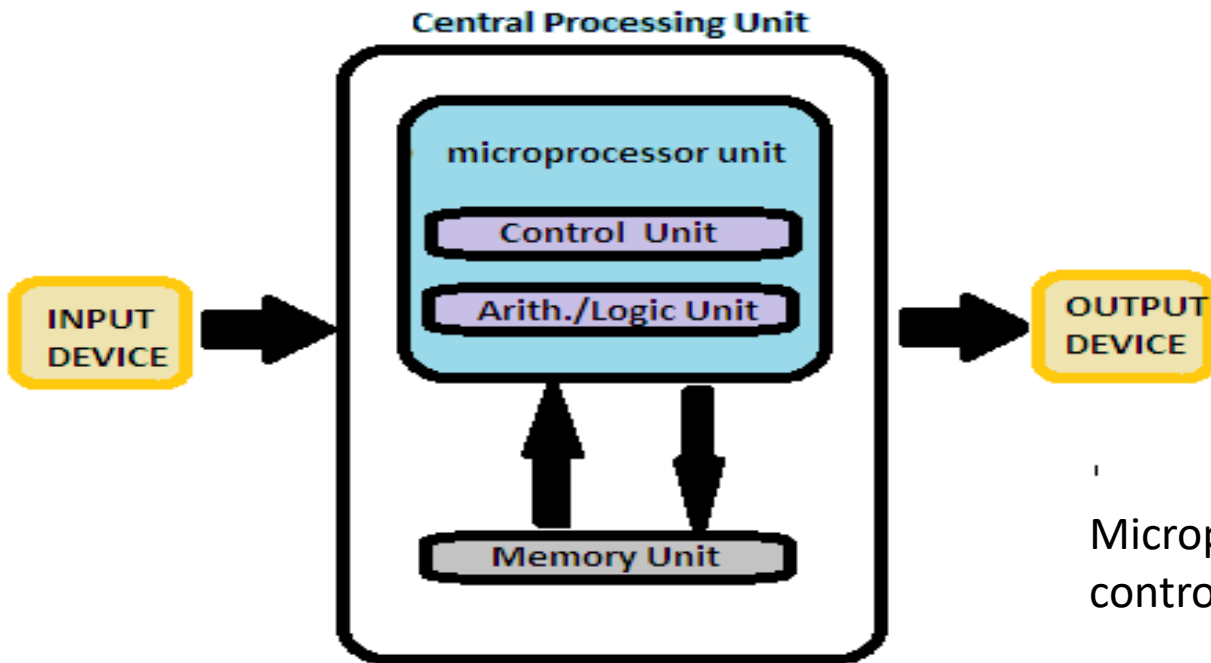 Central Processing Unit
microprocessor unit
Control Unit
Arith./Logic Unit
INPUT
DEVICE
OUTPUT
DEVICE
Memory Unit